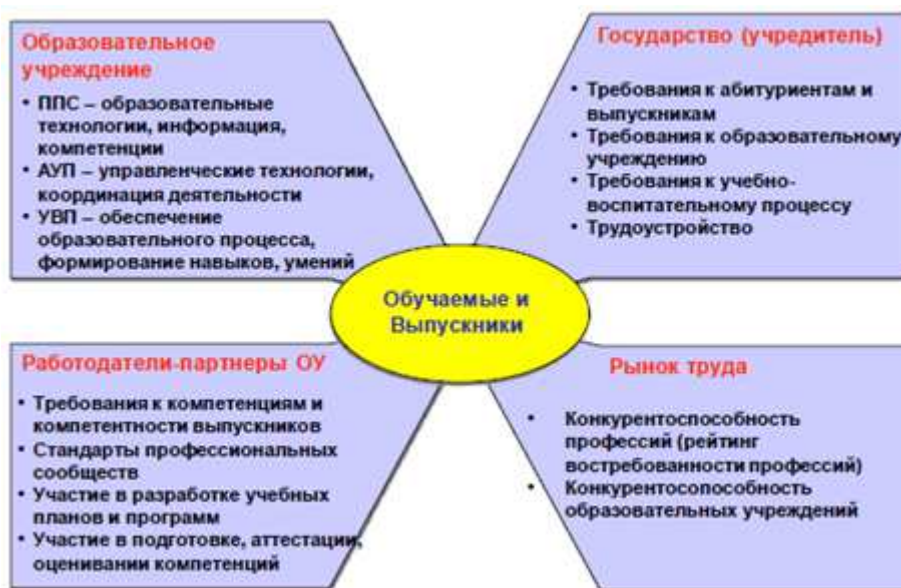 Образовательное
учреждение
• ППС – образовательные
технологии, информация,
компетенции
• АУП – управленческие технологии,
координация деятельности
• УВП – обеспечение
образовательного процесса,
формирование навыков, умений
Государство (учредитель)
• Требования к абитуриентам и
выпускникам
• Требования к образовательному
учреждению
• Требования к учебно-
воспитательному процессу
• Трудоустройство
Обучаемые и
Выпускники
Работодатели-партнеры ОУ
• Требования к компетенциям и
компетентности выпускников
• Стандарты профессиональных
сообществ
• Участие в разработке учебных
планов и программ
• Участие в подготовке, аттестации,
оценивании компетенций
Рынок труда
• Конкурентоспособность
профессий (рейтинг
востребованности профессий)
• Конкурентосопособность
образовательных учреждений